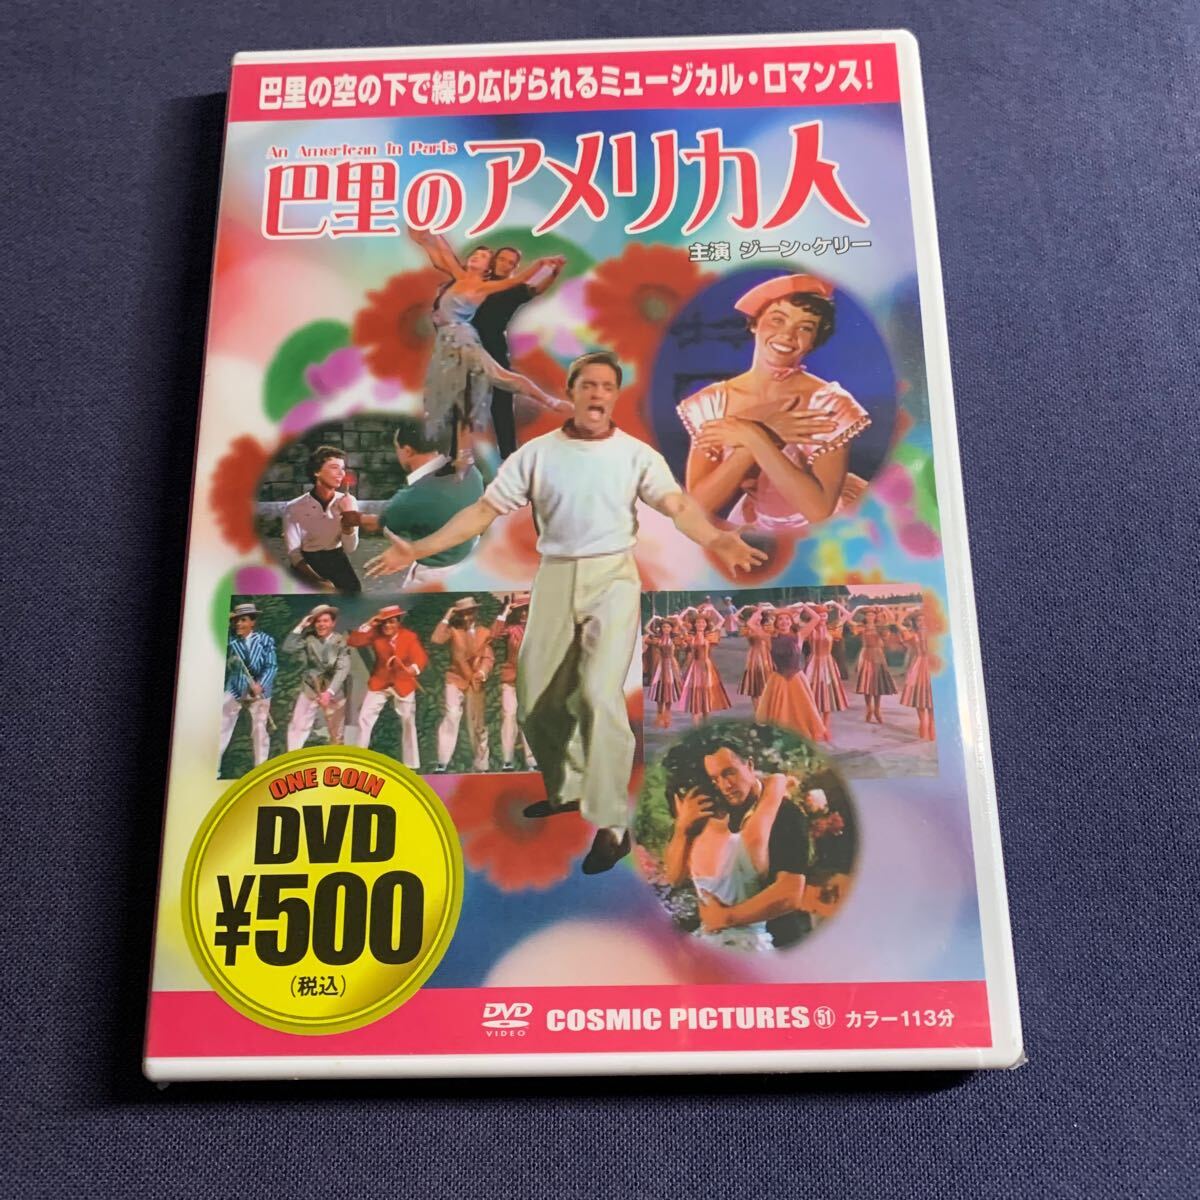 巴里の空の下で繰り広げられるミュージカル・ロマンス!
An American In Paris
巴里のアメリカ人
主演 ジーン・ケリー
ONE COIN
DVD
¥500
(税込)
DVD
VIDEO
COSMIC PICTURES 51 カラー113分